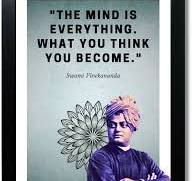 "THE MIND IS
EVERYTHING.
WHAT YOU THINK
YOU BECOME."
Swami Vivekananda